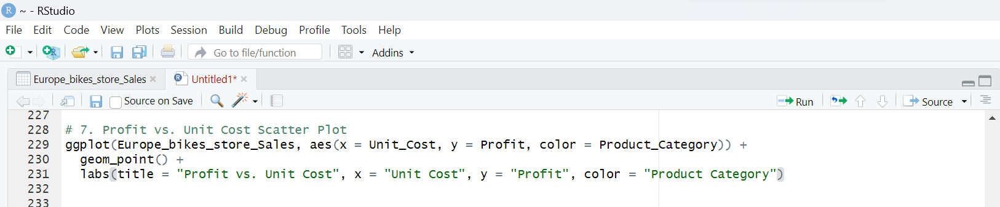 R ~ - RStudio
File Edit Code View Plots Session Build Debug Profile Tools Help
R Go to file/function Addins
Europe_bikes_store_Sales R Untitled1*
Source on Save Run Source
227
228 # 7. Profit vs. Unit Cost Scatter Plot
229 ggplot(Europe_bikes_store_Sales, aes(x = Unit_Cost, y = Profit, color = Product_Category)) +
230 geom_point() +
231 labs(title = "Profit vs. Unit Cost", x = "Unit Cost", y = "Profit", color = "Product Category")
232
233